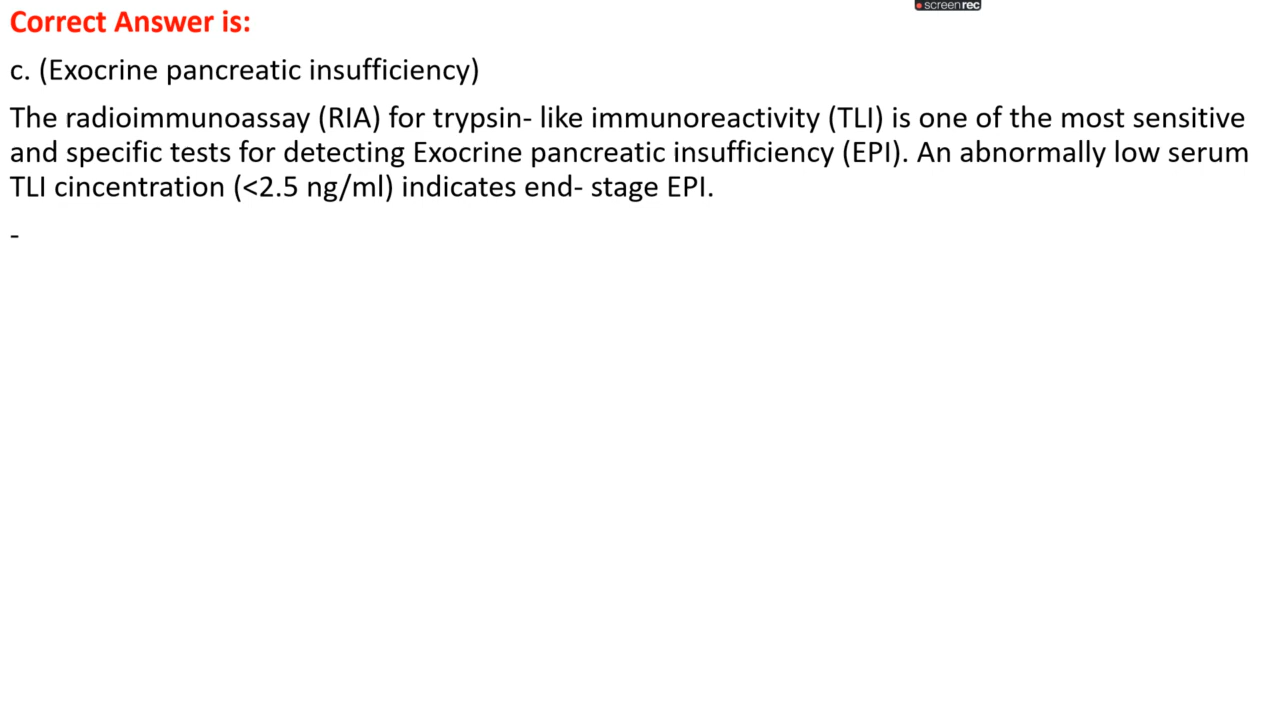 screenrec
Correct Answer is:
c. (Exocrine pancreatic insufficiency)
The radioimmunoassay (RIA) for trypsin- like immunoreactivity (TLI) is one of the most sensitive
and specific tests for detecting Exocrine pancreatic insufficiency (EPI). An abnormally low serum
TLI cincentration (<2.5 ng/ml) indicates end- stage EPI.
-